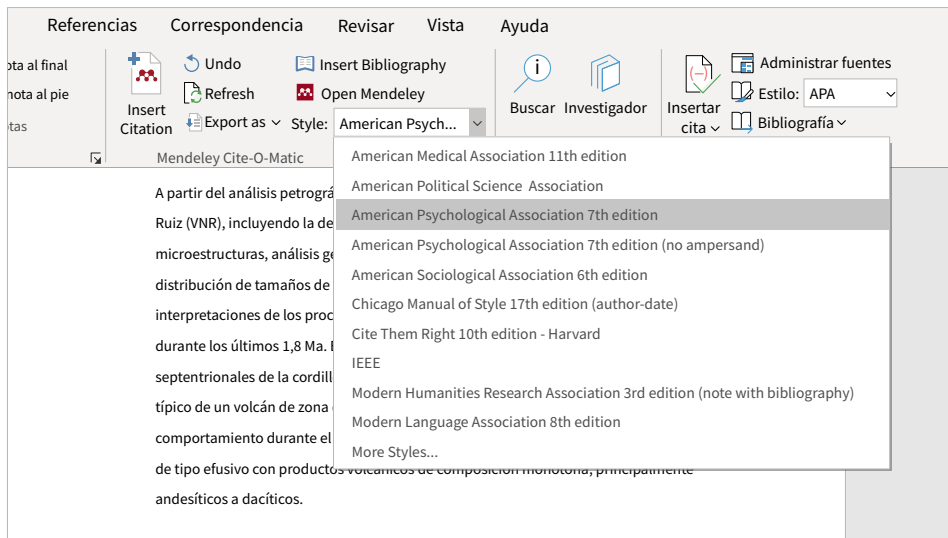 Referencias Correspondencia Revisar Vista Ayuda
ota al final
nota al pie
tas
Insert
Citation
Undo
Refresh
Export as
Insert Bibliography
Open Mendeley
Style: American Psych...
Mendeley Cite-O-Matic
Buscar Investigador
Insertar
cita
Administrar fuentes
Estilo: APA
Bibliografía
American Medical Association 11th edition
American Political Science Association
American Psychological Association 7th edition
American Psychological Association 7th edition (no ampersand)
American Sociological Association 6th edition
Chicago Manual of Style 17th edition (author-date)
Cite Them Right 10th edition - Harvard
IEEE
Modern Humanities Research Association 3rd edition (note with bibliography)
Modern Language Association 8th edition
More Styles...
A partir del análisis petrográ
Ruiz (VNR), incluyendo la de
microestructuras, análisis ge
distribución de tamaños de
interpretaciones de los proc
durante los últimos 1,8 Ma.
septentrionales de la cordill
típico de un volcán de zona
comportamiento durante el
de tipo efusivo con productos volcánicos de composición monótona, principalmente
andesíticos a dacíticos.